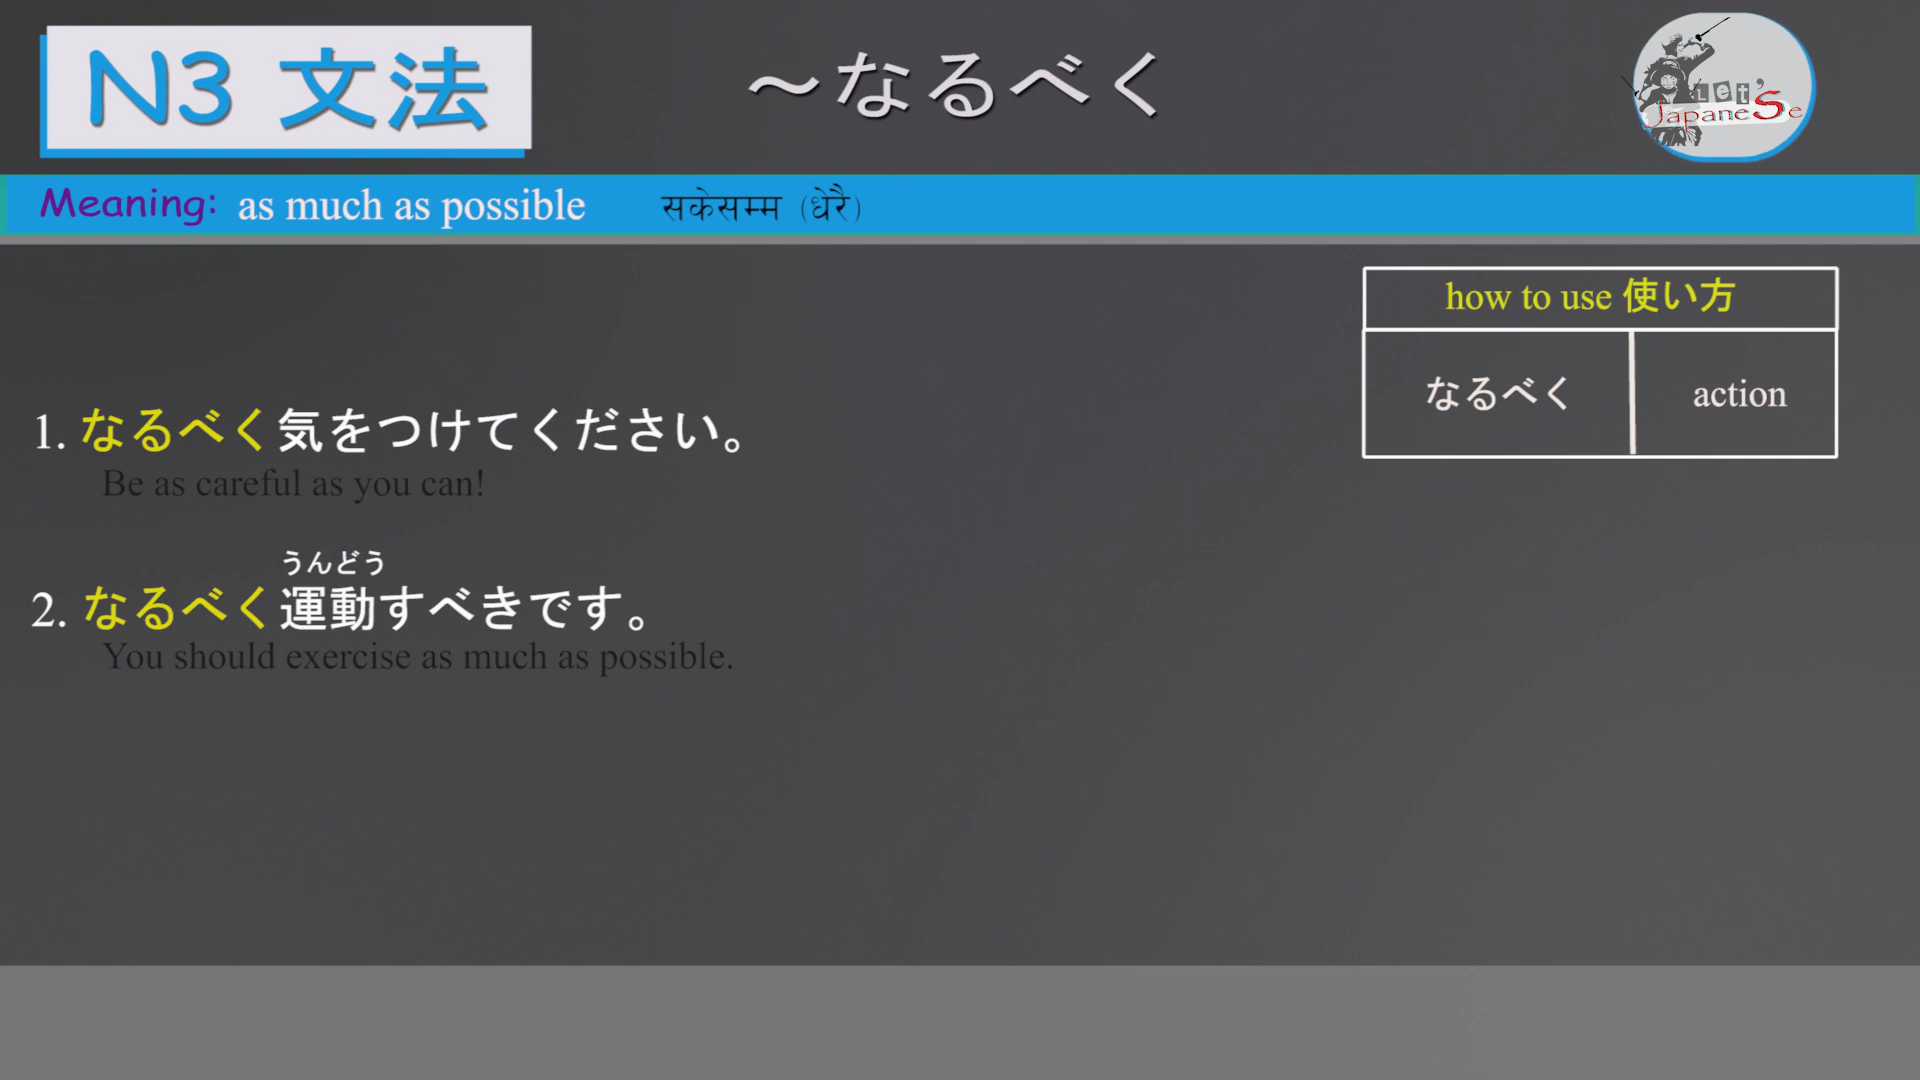 N3 文法
～なるべく
Let's
Japanese
Meaning: as much as possible सकेसम्म (धेरै)
how to use 使い方
なるべく action
1. なるべく気をつけてください。
Be as careful as you can!
うんどう
2. なるべく運動すべきです。
You should exercise as much as possible.